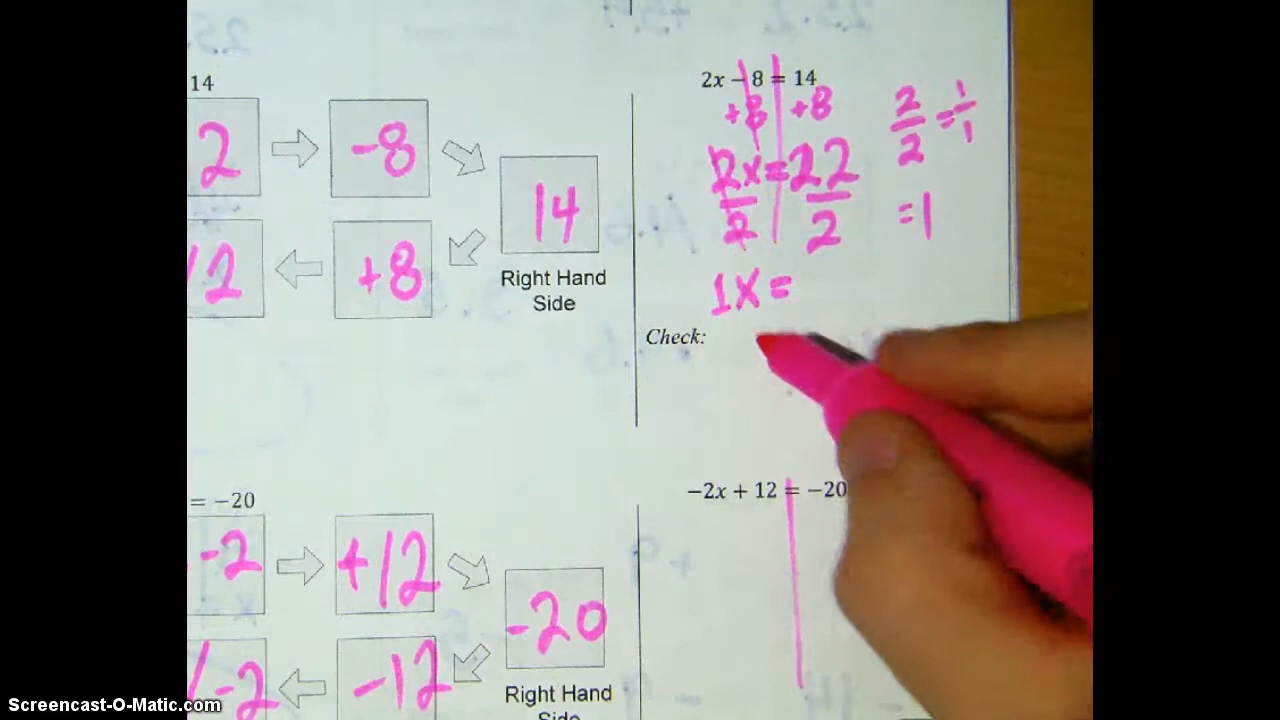 14
2
-8
14
/2
+8
Right Hand
Side
2x − 8 = 14
+8 +8
2x = 22
2 2
1x =
2/2 = 1/1
= 1
Check:
= −20
-2
+12
-20
/-2
-12
Right Hand
Side
−2x + 12 = −20
Screencast-O-Matic.com